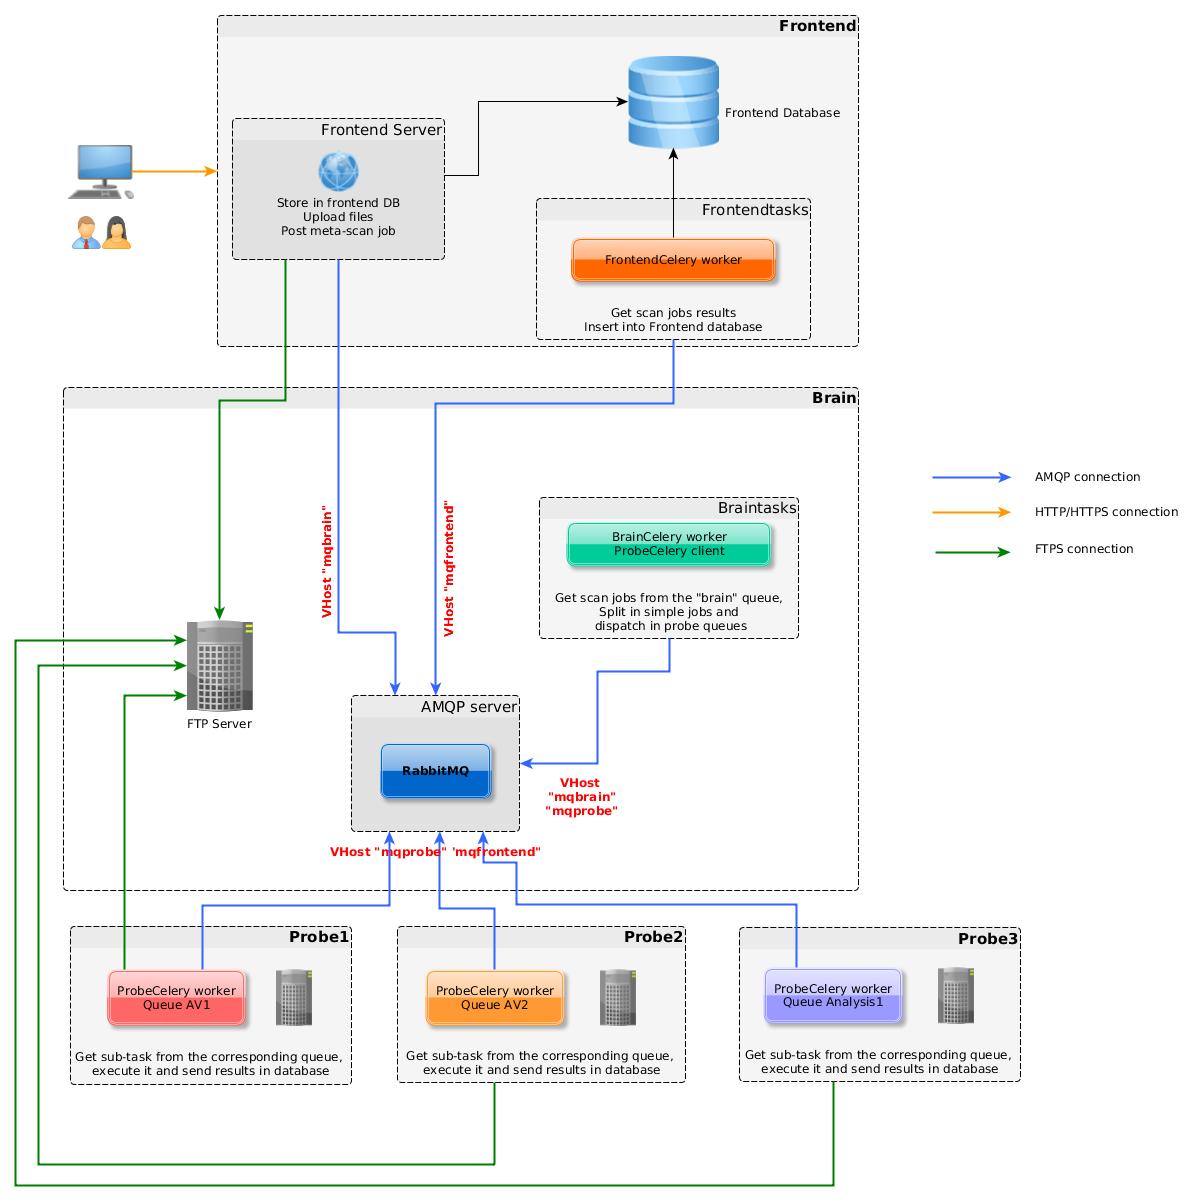 Frontend
Frontend Server
Store in frontend DB
Upload files
Post meta-scan job
Frontend Database
Frontendtasks
FrontendCelery worker
Get scan jobs results
Insert into Frontend database
Brain
AMQP connection
HTTP/HTTPS connection
FTPS connection
VHost "mqbrain"
VHost "mqfrontend"
Braintasks
BrainCelery worker
ProbeCelery client
Get scan jobs from the "brain" queue,
Split in simple jobs and
dispatch in probe queues
FTP Server
AMQP server
RabbitMQ
VHost
"mqbrain"
"mqprobe"
VHost "mqprobe" 'mqfrontend"
Probe1
ProbeCelery worker
Queue AV1
Get sub-task from the corresponding queue,
execute it and send results in database
Probe2
ProbeCelery worker
Queue AV2
Get sub-task from the corresponding queue,
execute it and send results in database
Probe3
ProbeCelery worker
Queue Analysis1
Get sub-task from the corresponding queue,
execute it and send results in database